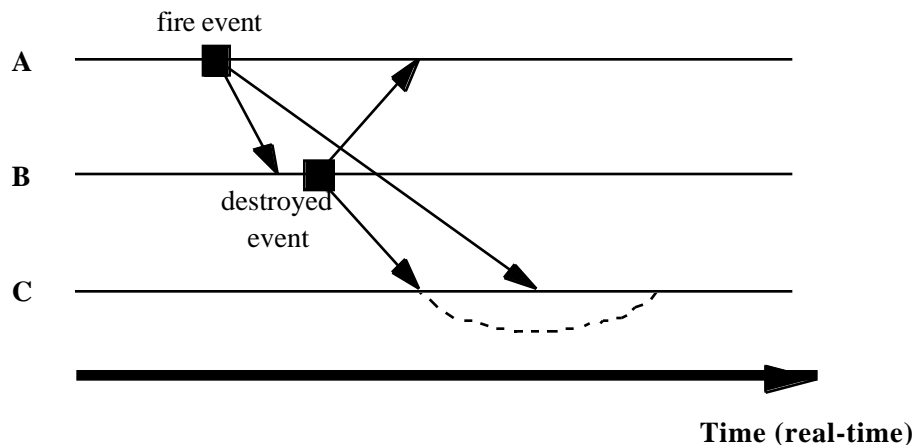 fire event
A
B
destroyed
event
C
Time (real-time)